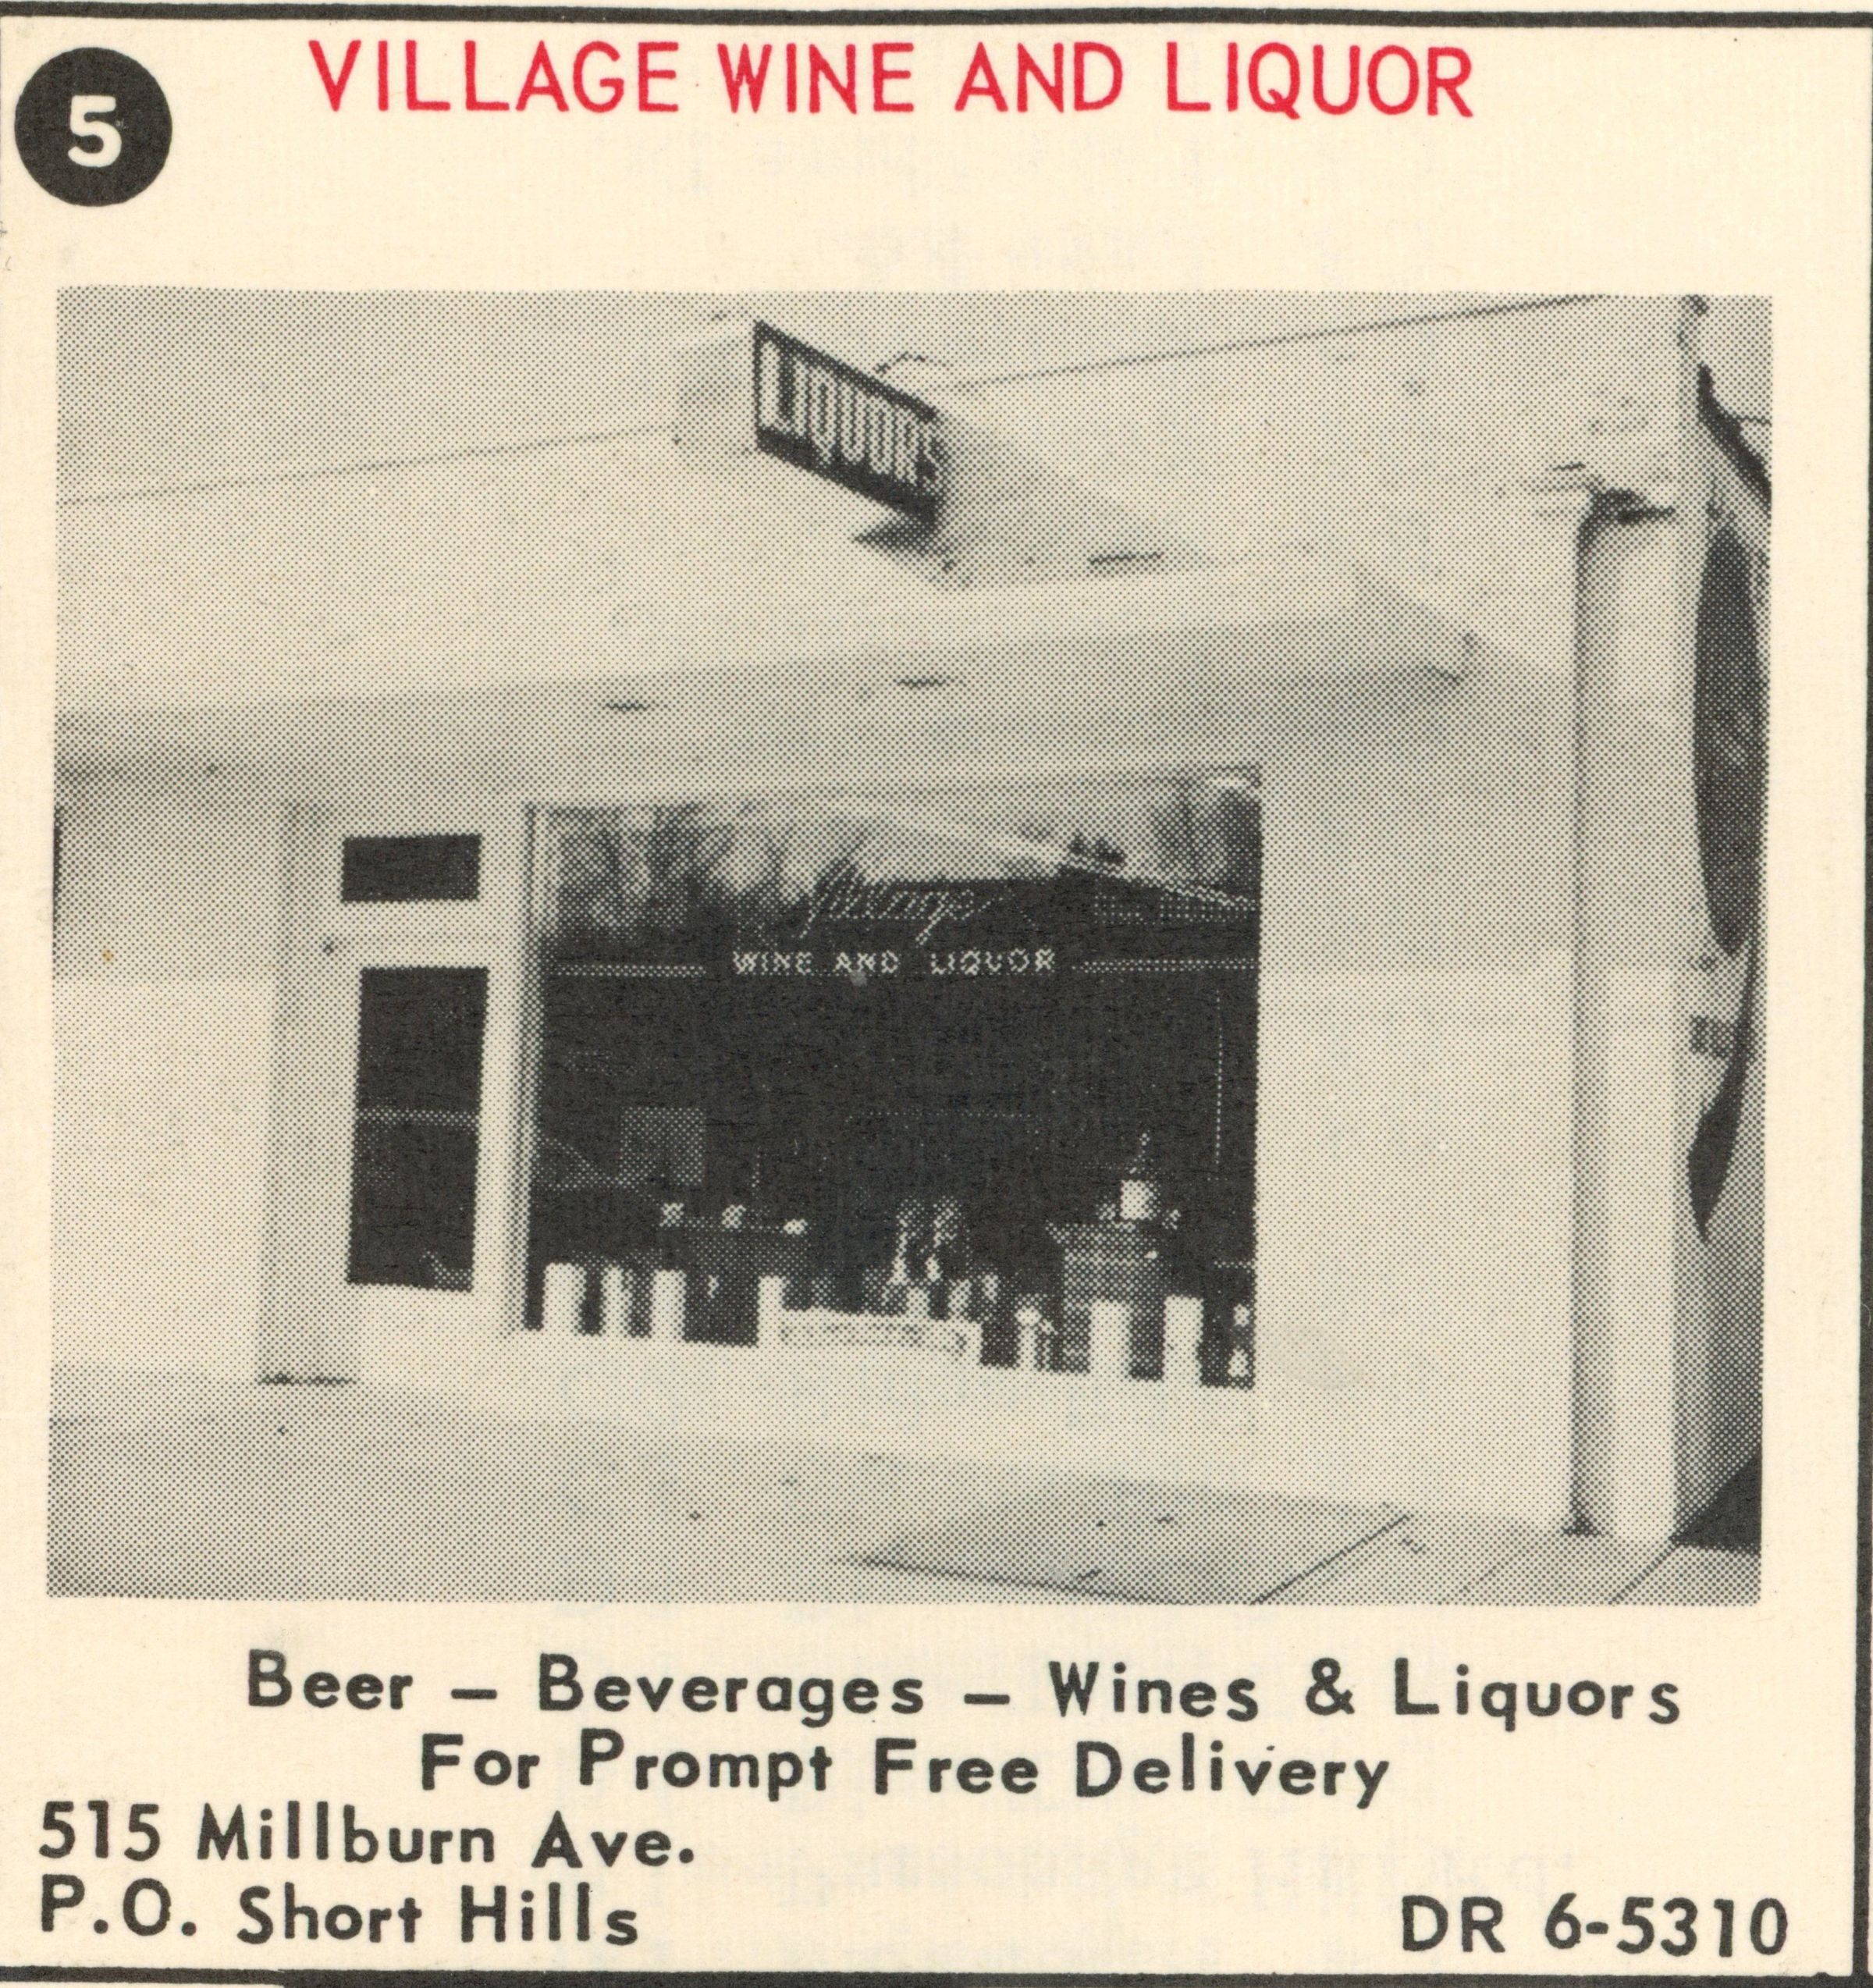 5
VILLAGE WINE AND LIQUOR
LIQUORS
Village
WINE AND LIQUOR
Beer – Beverages – Wines & Liquors
For Prompt Free Delivery
515 Millburn Ave.
P.O. Short Hills
DR 6-5310